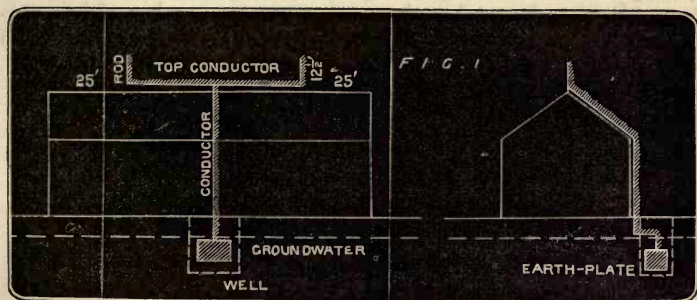 25'
ROD
TOP CONDUCTOR
12½'
25'
CONDUCTOR
GROUNDWATER
WELL
FIG. 1
EARTH-PLATE